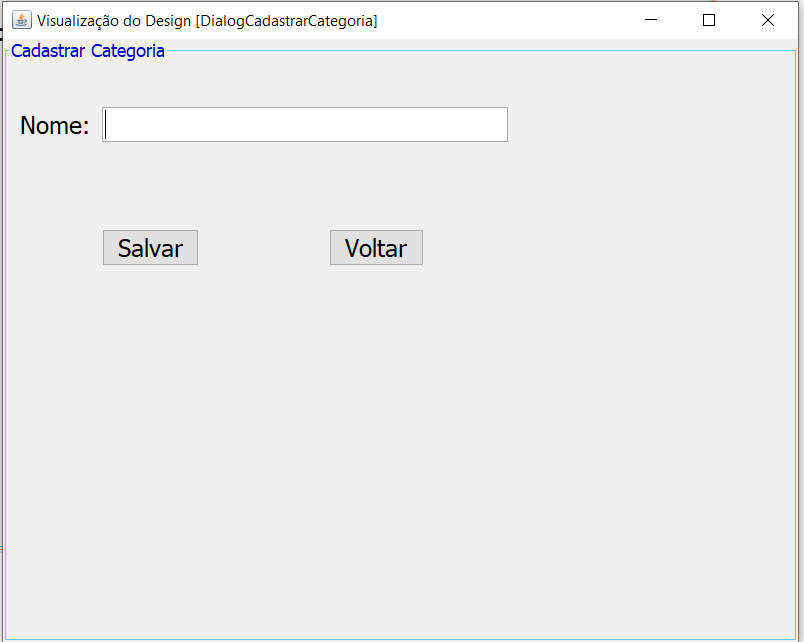 Visualização do Design [DialogCadastrarCategoria]
Cadastrar Categoria
Nome:
Salvar Voltar